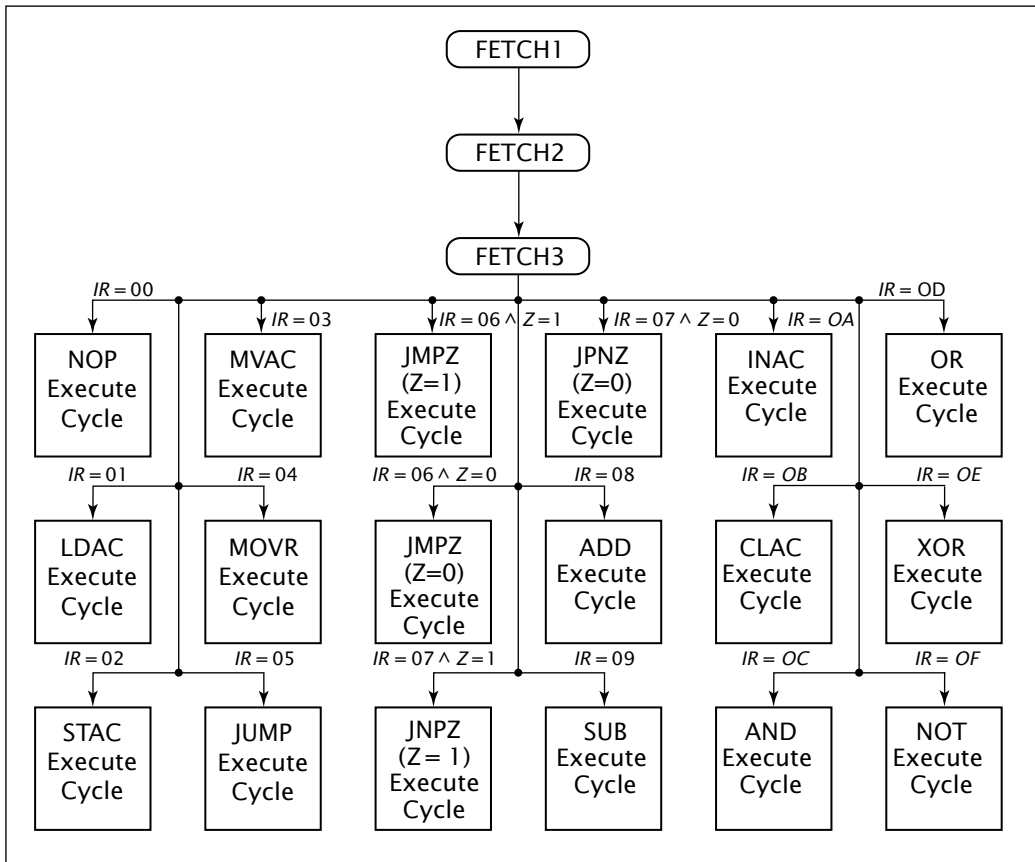 FETCH1
FETCH2
FETCH3
IR = 00
IR = 03
IR = 06 ∧ Z=1
IR = 07 ∧ Z=0
IR = OA
IR = OD
NOP
Execute
Cycle
MVAC
Execute
Cycle
JMPZ
(Z=1)
Execute
Cycle
JPNZ
(Z=0)
Execute
Cycle
INAC
Execute
Cycle
OR
Execute
Cycle
IR = 01
IR = 04
IR = 06 ∧ Z=0
IR = 08
IR = OB
IR = OE
LDAC
Execute
Cycle
MOVR
Execute
Cycle
JMPZ
(Z=0)
Execute
Cycle
ADD
Execute
Cycle
CLAC
Execute
Cycle
XOR
Execute
Cycle
IR = 02
IR = 05
IR = 07 ∧ Z=1
IR = 09
IR = OC
IR = OF
STAC
Execute
Cycle
JUMP
Execute
Cycle
JNPZ
(Z= 1)
Execute
Cycle
SUB
Execute
Cycle
AND
Execute
Cycle
NOT
Execute
Cycle